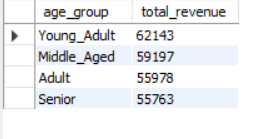 age_group total_revenue
Young_Adult 62143
Middle_Aged 59197
Adult 55978
Senior 55763